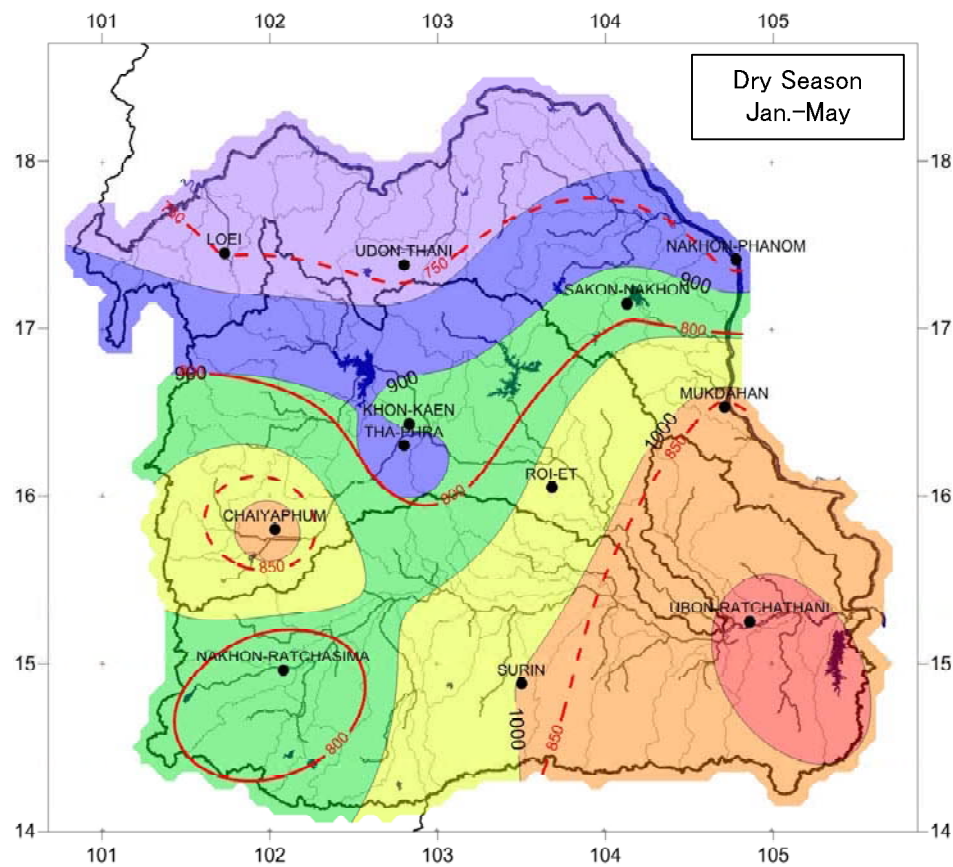 101 102 103 104 105
Dry Season
Jan.-May
18 18
750
LOEI
UDON-THANI
NAKHON-PHANOM
750
900
SAKON-NAKHON
17 17
800
900
900
MUKDAHAN
KHON-KAEN
THA-PHRA
1000
850
ROI-ET
16 16
800
CHAIYAPHUM
850
UBON-RATCHATHANI
15 15
NAKHON-RATCHASIMA
SURIN
1000
850
800
14 14
101 102 103 104 105